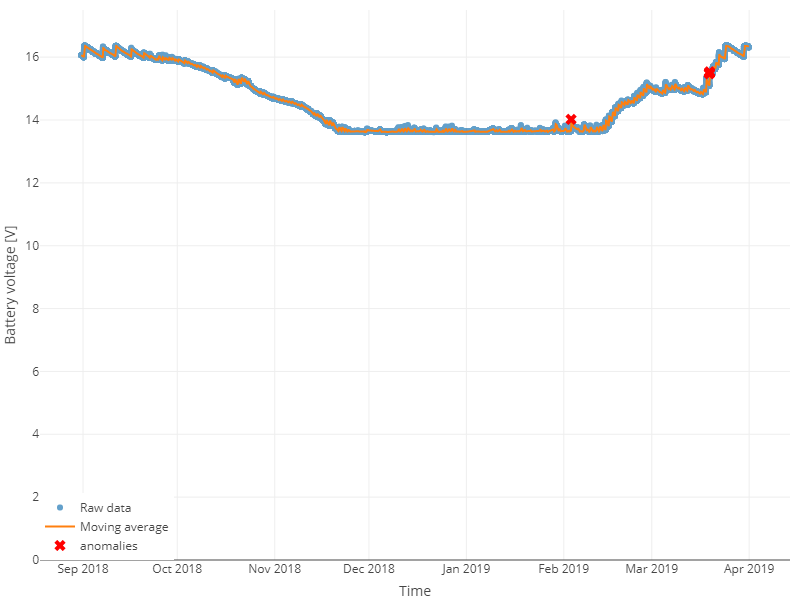 16
14
12
10
8
6
4
2
0
Battery voltage [V]
Raw data
Moving average
anomalies
Sep 2018 Oct 2018 Nov 2018 Dec 2018 Jan 2019 Feb 2019 Mar 2019 Apr 2019
Time